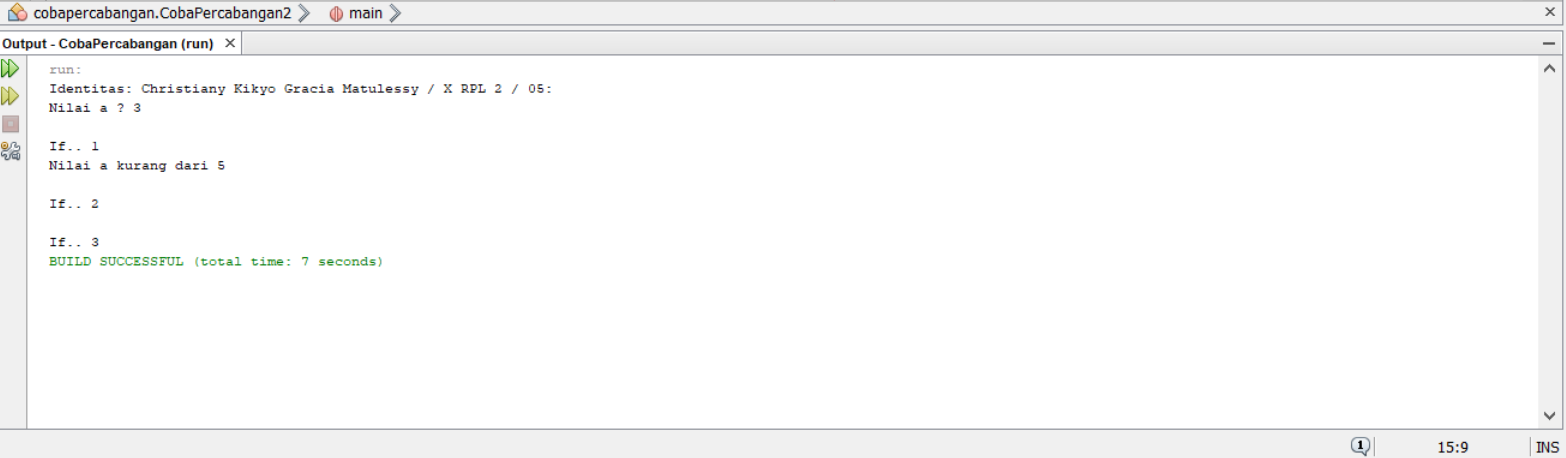 cobapercabangan.CobaPercabangan2 main
Output - CobaPercabangan (run)
run:
Identitas: Christiany Kikyo Gracia Matulessy / X RPL 2 / 05:
Nilai a ? 3
If.. 1
Nilai a kurang dari 5
If.. 2
If.. 3
BUILD SUCCESSFUL (total time: 7 seconds)
1 15:9 INS